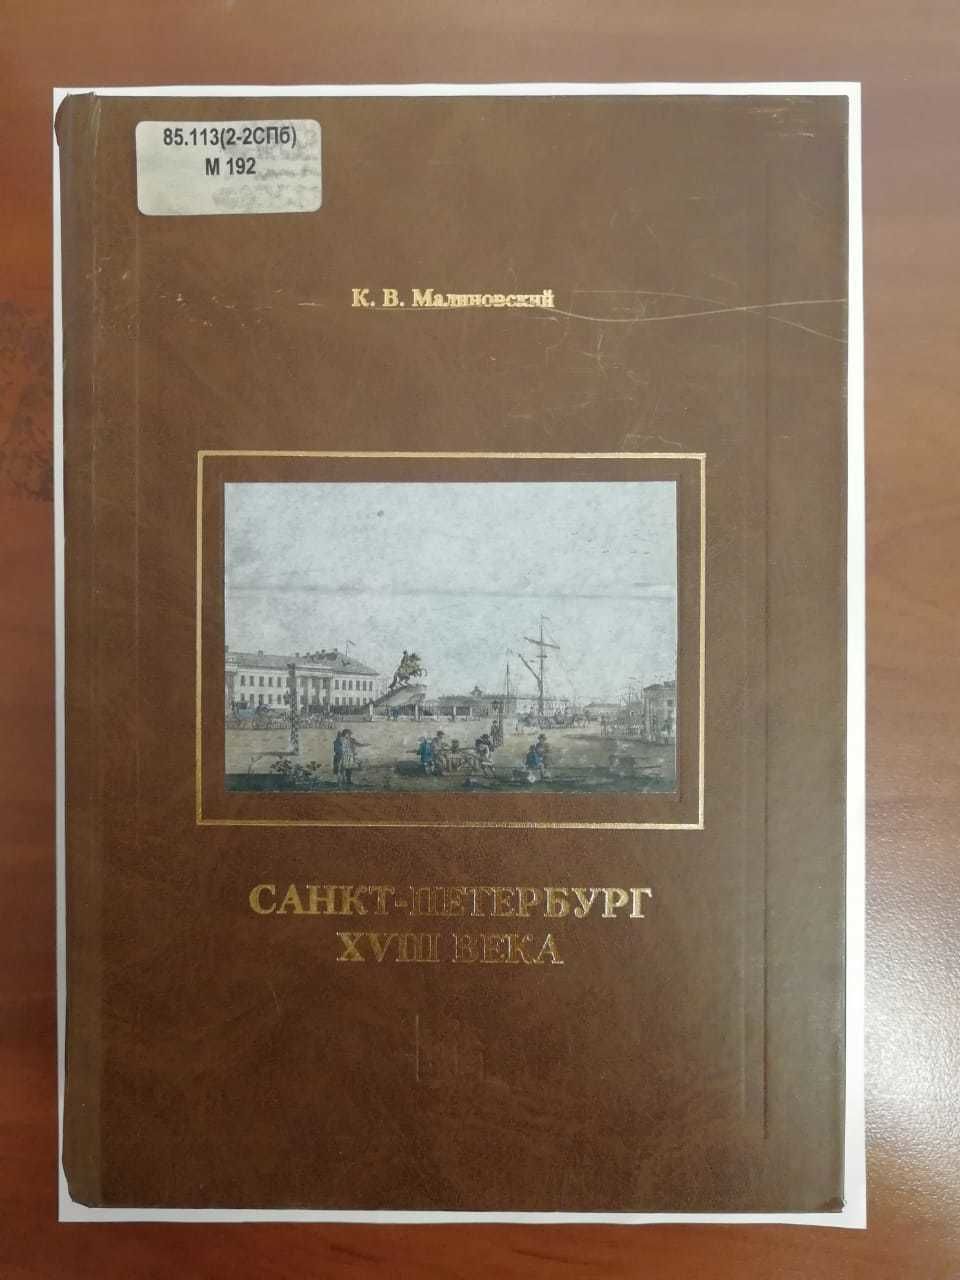 85.113(2-2СПб)
М 192
К. В. Малиновский
САНКТ-ПЕТЕРБУРГ
XVIII ВЕКА